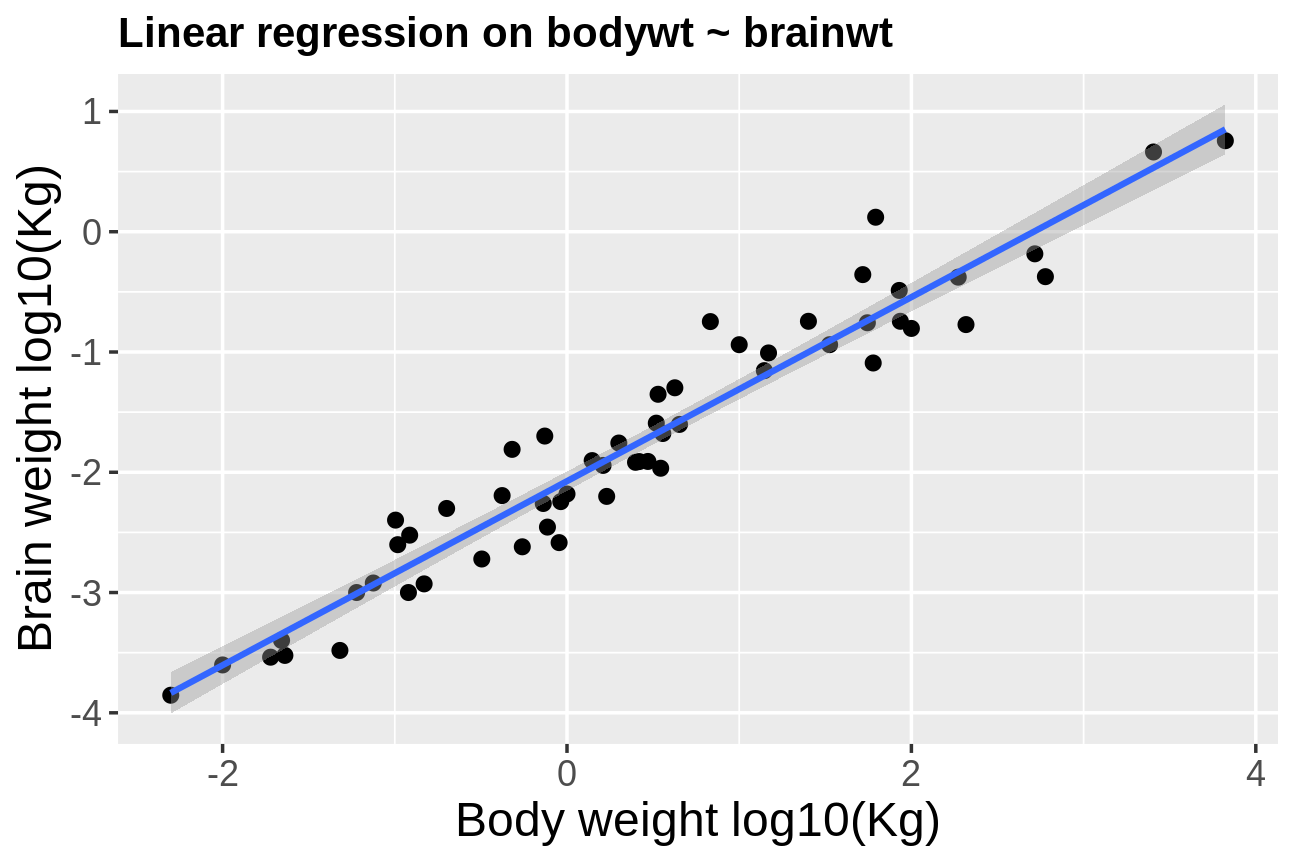 Linear regression on bodywt ~ brainwt
Brain weight log10(Kg)
1
0
-1
-2
-3
-4
-2 0 2 4
Body weight log10(Kg)